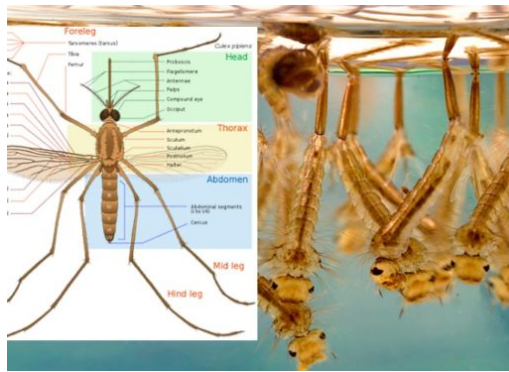 Foreleg
Tarsomeres (tarsus)
Tibia
Femur
Culex pipiens
Head
Proboscis
Flagellomere
Antennae
Palps
Compound eye
Occiput
Thorax
Antepronotum
Scutum
Scutellum
Postnotum
Halter
Abdomen
Abdominal segments
Cercus
Mid leg
Hind leg